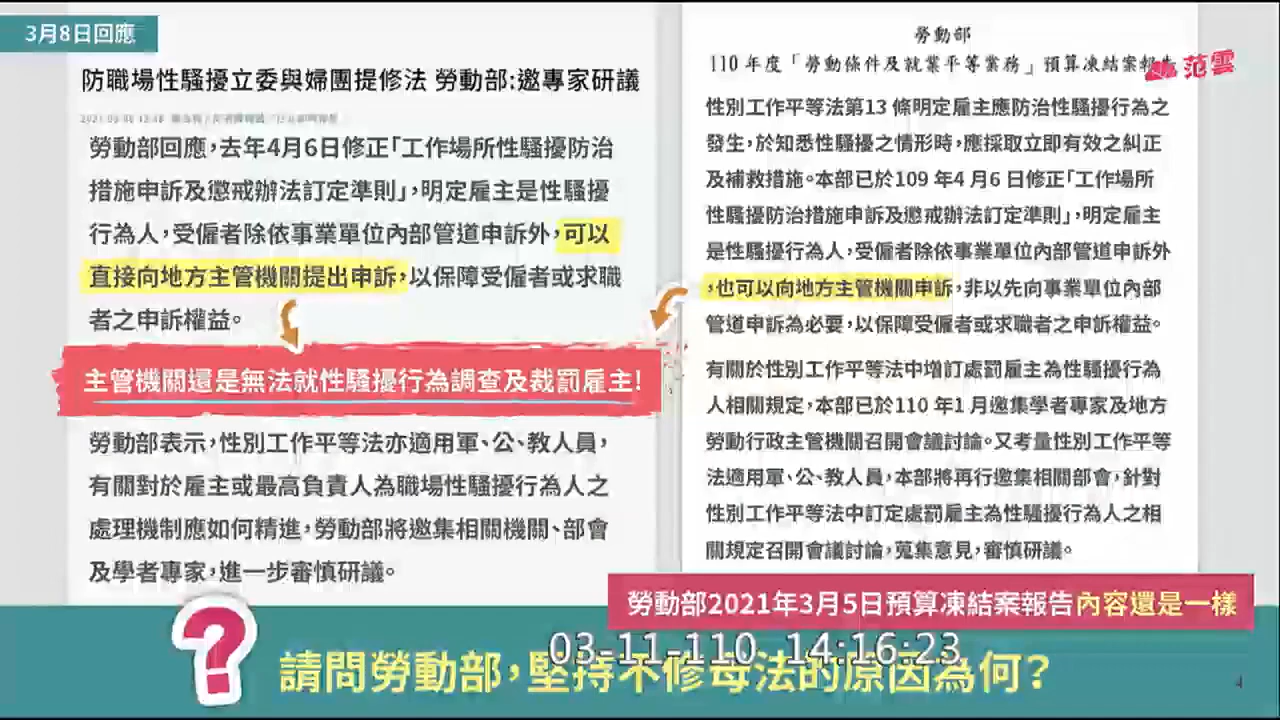 3月8日回應
防職場性騷擾立委與婦團提修法 勞動部:邀專家研議
勞動部回應,去年4月6日修正「工作場所性騷擾防治
措施申訴及懲戒辦法訂定準則」,明定雇主是性騷擾
行為人,受僱者除依事業單位內部管道申訴外,可以
直接向地方主管機關提出申訴,以保障受僱者或求職
者之申訴權益。
主管機關還是無法就性騷擾行為調查及裁罰雇主!
勞動部表示,性別工作平等法亦適用軍、公、教人員,
有關對於雇主或最高負責人為職場性騷擾行為人之
處理機制應如何精進,勞動部將邀集相關機關、部會
及學者專家,進一步審慎研議。
勞動部
110 年度「勞動條件及就業平等業務」預算凍結案報告
范雲
性別工作平等法第13 條明定雇主應防治性騷擾行為之
發生,於知悉性騷擾之情形時,應採取立即有效之糾正
及補救措施。本部已於109 年4 月6 日修正「工作場所
性騷擾防治措施申訴及懲戒辦法訂定準則」,明定雇主
是性騷擾行為人,受僱者除依事業單位內部管道申訴外
,也可以向地方主管機關申訴,非以先向事業單位內部
管道申訴為必要,以保障受僱者或求職者之申訴權益。
有關於性別工作平等法中增訂處罰雇主為性騷擾行為
人相關規定,本部已於110 年1 月邀集學者專家及地方
勞動行政主管機關召開會議討論。又考量性別工作平等
法適用軍、公、教人員,本部將再行邀集相關部會,針對
性別工作平等法中訂定處罰雇主為性騷擾行為人之相
關規定召開會議討論,蒐集意見,審慎研議。
勞動部2021年3月5日預算凍結案報告內容還是一樣
03-11-110 14:16:23
?
請問勞動部,堅持不修母法的原因為何?
4